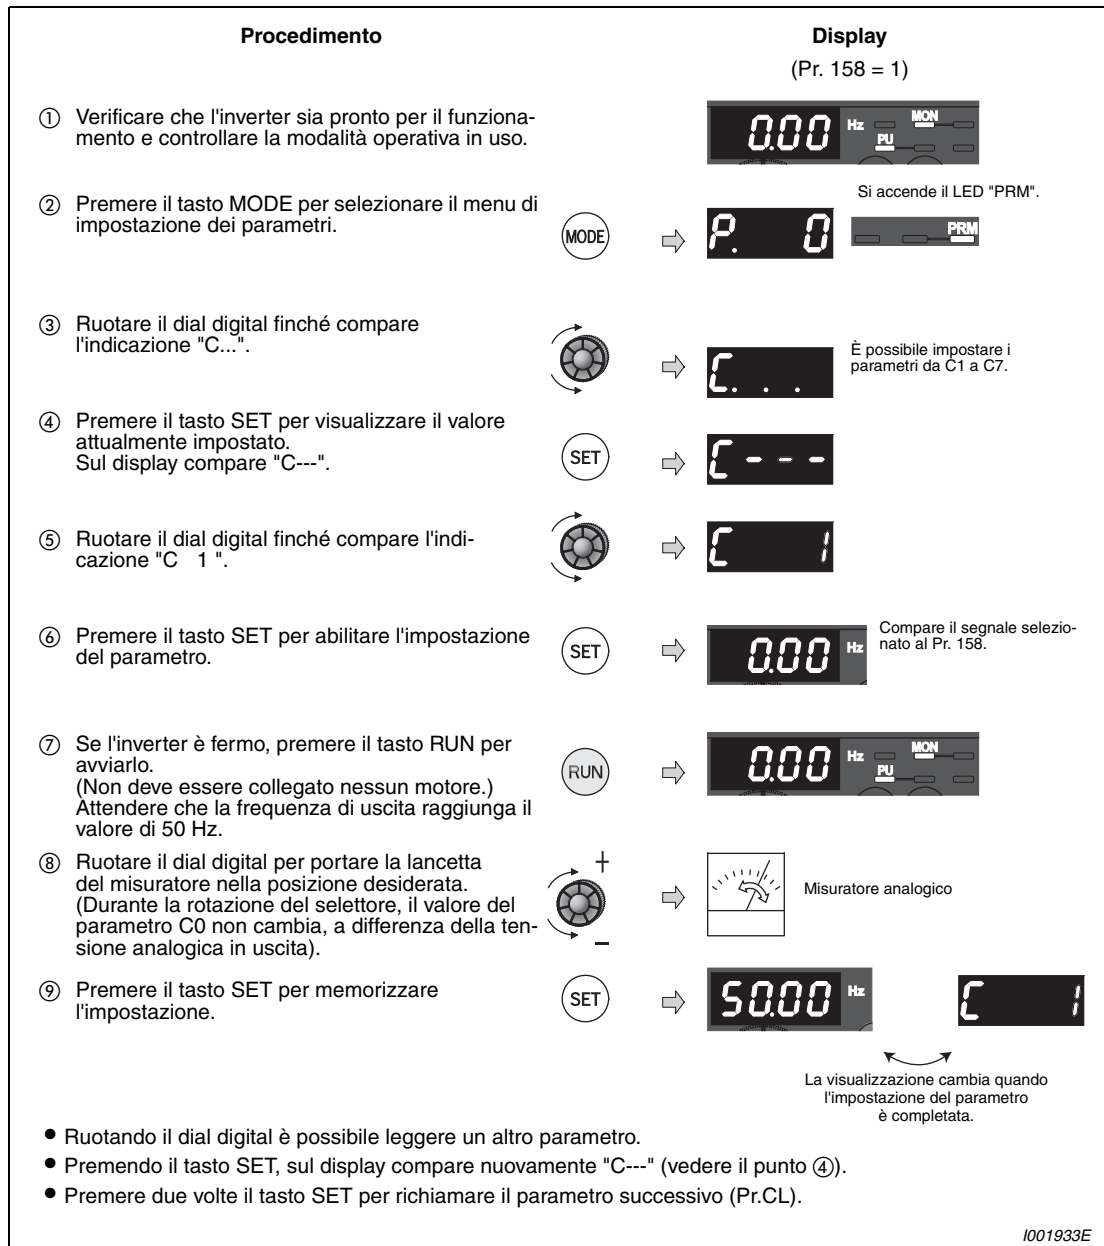 Procedimento
Display
(Pr. 158 = 1)
① Verificare che l'inverter sia pronto per il funziona-
mento e controllare la modalità operativa in uso.
0.00 Hz MON
PU
② Premere il tasto MODE per selezionare il menu di
impostazione dei parametri.
MODE
P. 0
Si accende il LED "PRM".
PRM
③ Ruotare il dial digital finché compare
l'indicazione "C...".
C. . .
È possibile impostare i
parametri da C1 a C7.
④ Premere il tasto SET per visualizzare il valore
attualmente impostato.
Sul display compare "C---".
SET
C - - -
⑤ Ruotare il dial digital finché compare l'indi-
cazione "C 1 ".
C 1
⑥ Premere il tasto SET per abilitare l'impostazione
del parametro.
SET
0.00 Hz
Compare il segnale selezio-
nato al Pr. 158.
⑦ Se l'inverter è fermo, premere il tasto RUN per
avviarlo.
(Non deve essere collegato nessun motore.)
Attendere che la frequenza di uscita raggiunga il
valore di 50 Hz.
RUN
0.00 Hz MON
PU
⑧ Ruotare il dial digital per portare la lancetta
del misuratore nella posizione desiderata.
(Durante la rotazione del selettore, il valore del
parametro C0 non cambia, a differenza della ten-
sione analogica in uscita).
+
–
Misuratore analogico
⑨ Premere il tasto SET per memorizzare
l'impostazione.
SET
50.00 Hz
C 1
La visualizzazione cambia quando
l'impostazione del parametro
è completata.
● Ruotando il dial digital è possibile leggere un altro parametro.
● Premendo il tasto SET, sul display compare nuovamente "C---" (vedere il punto ④).
● Premere due volte il tasto SET per richiamare il parametro successivo (Pr.CL).
I001933E